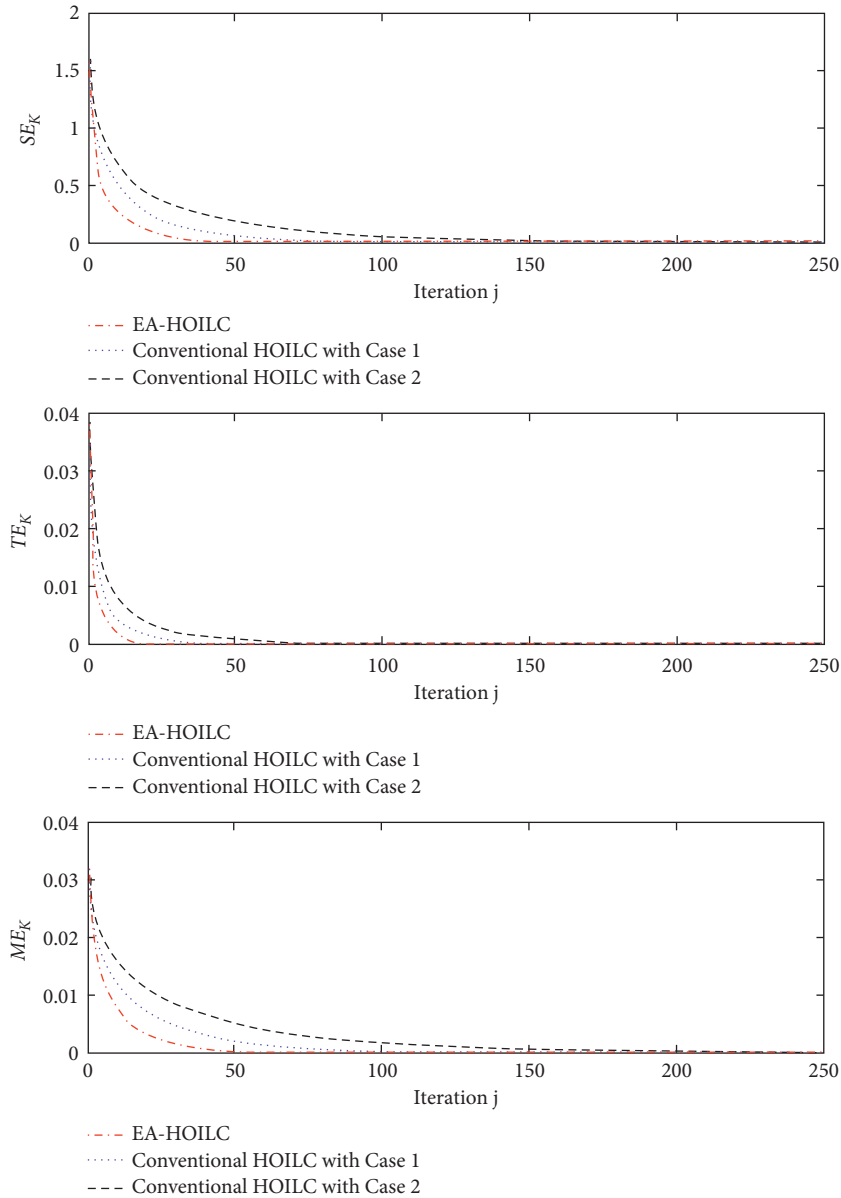 2
1.5
1
0.5
0
SE_K
0 50 100 150 200 250
Iteration j
EA-HOILC
Conventional HOILC with Case 1
Conventional HOILC with Case 2
0.04
0.03
0.02
0.01
0
TE_K
0 50 100 150 200 250
Iteration j
EA-HOILC
Conventional HOILC with Case 1
Conventional HOILC with Case 2
0.04
0.03
0.02
0.01
0
ME_K
0 50 100 150 200 250
Iteration j
EA-HOILC
Conventional HOILC with Case 1
Conventional HOILC with Case 2